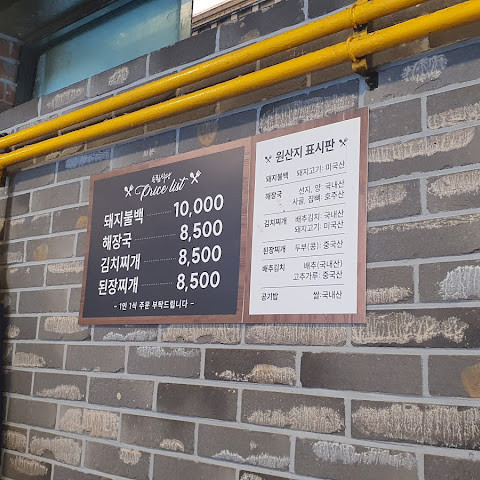 Price list
돼지불백 10,000
해장국 8,500
김치찌개 8,500
된장찌개 8,500
- 1인 1식 주문 부탁드립니다 -
원산지 표시판
돼지불백 돼지고기: 미국산
해장국 선지, 양: 국내산
사골, 잡뼈: 호주산
김치찌개 배추김치: 국내산
돼지고기: 미국산
된장찌개 두부(콩): 중국산
배추김치 배추(국내산)
고추가루: 중국산
공기밥 쌀:국내산